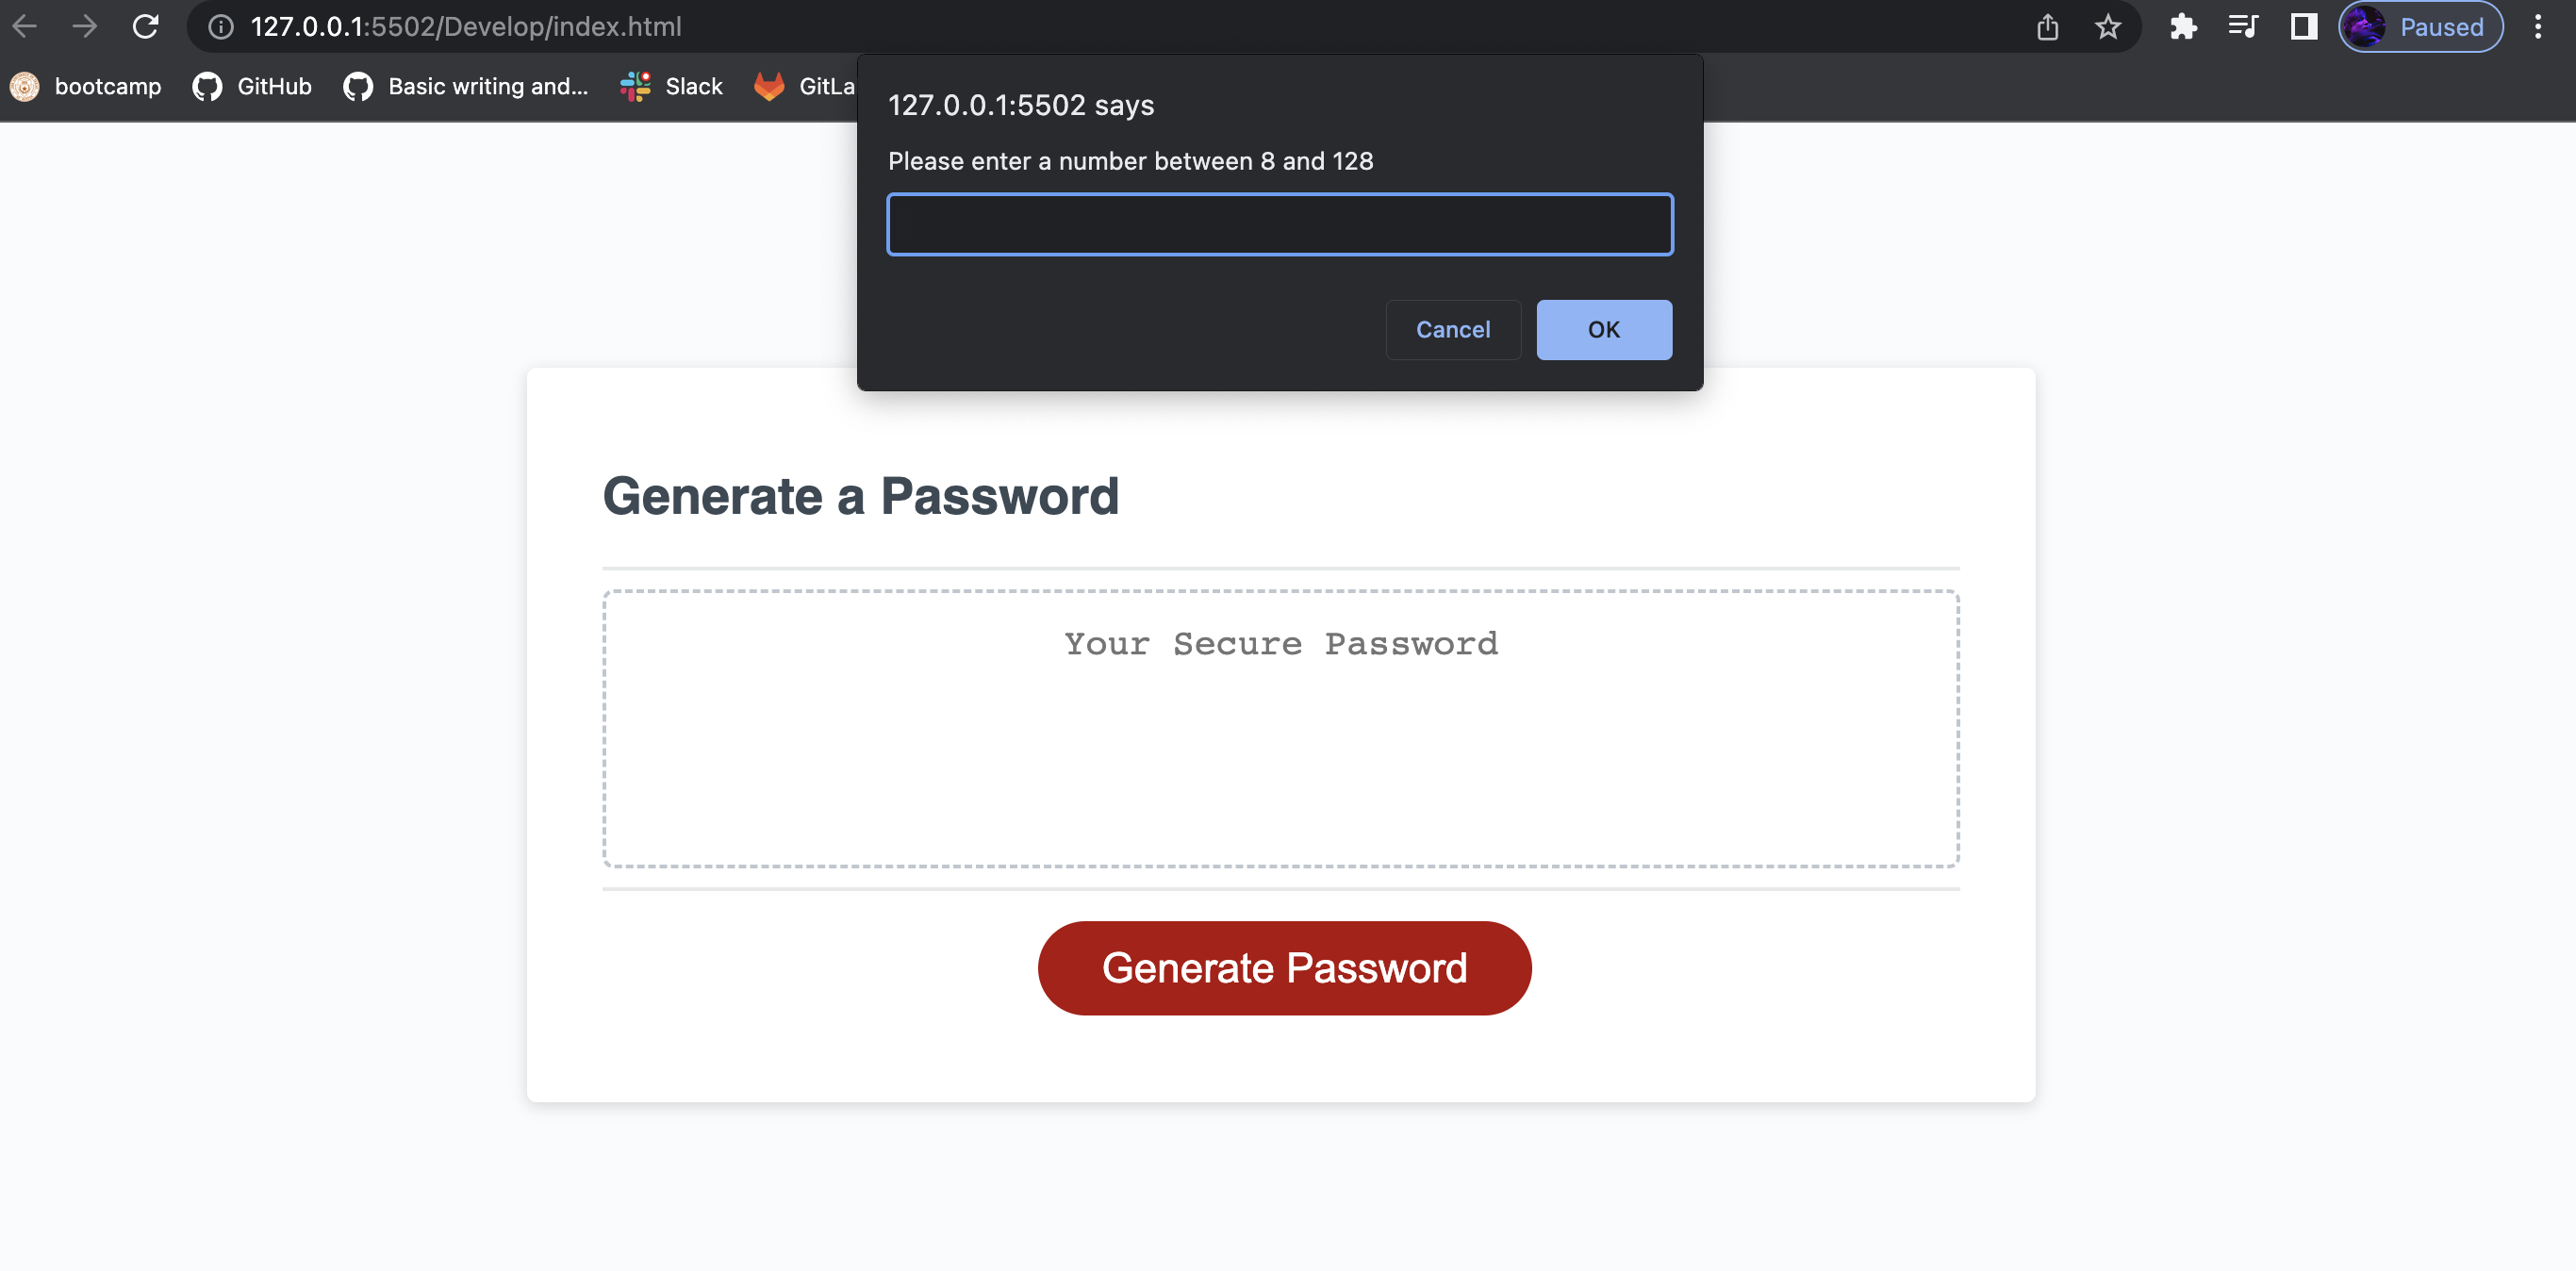 127.0.0.1:5502/Develop/index.html
Paused
bootcamp GitHub Basic writing and... Slack GitLa
127.0.0.1:5502 says
Please enter a number between 8 and 128
Cancel OK
Generate a Password
Your Secure Password
Generate Password